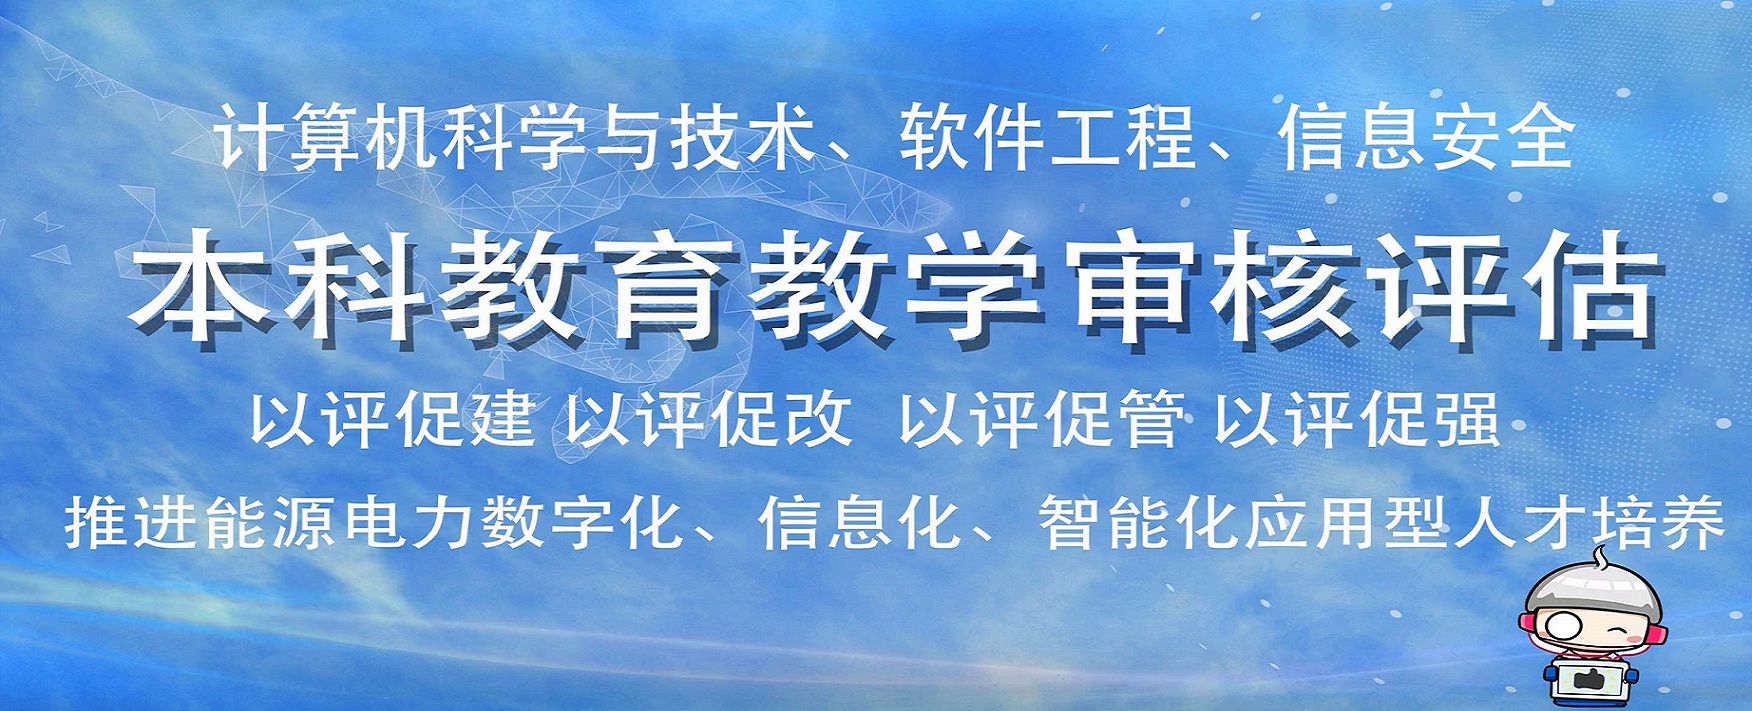 计算机科学与技术、软件工程、信息安全
本科教育教学审核评估
以评促建 以评促改 以评促管 以评促强
推进能源电力数字化、信息化、智能化应用型人才培养